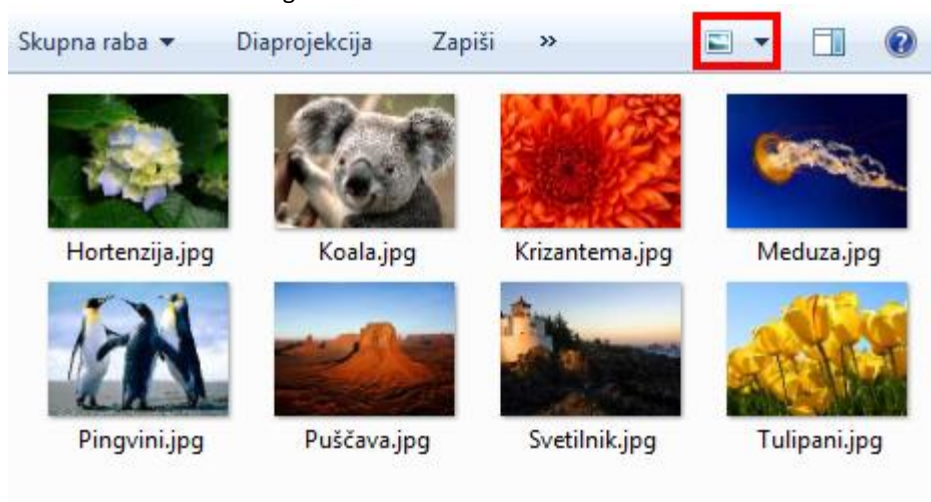 Skupna raba Diaprojekcija Zapiši »
Hortenzija.jpg Koala.jpg Krizantema.jpg Meduza.jpg
Pingvini.jpg Puščava.jpg Svetilnik.jpg Tulipani.jpg